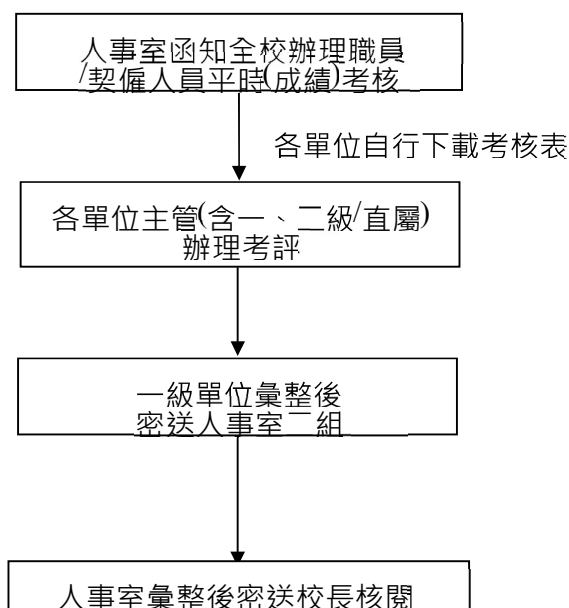 人事室函知全校辦理職員
/契僱人員平時(成績)考核
各單位自行下載考核表
各單位主管(含一、二級/直屬)
辦理考評
一級單位彙整後
密送人事室二組
人事室彙整後密送校長核閱